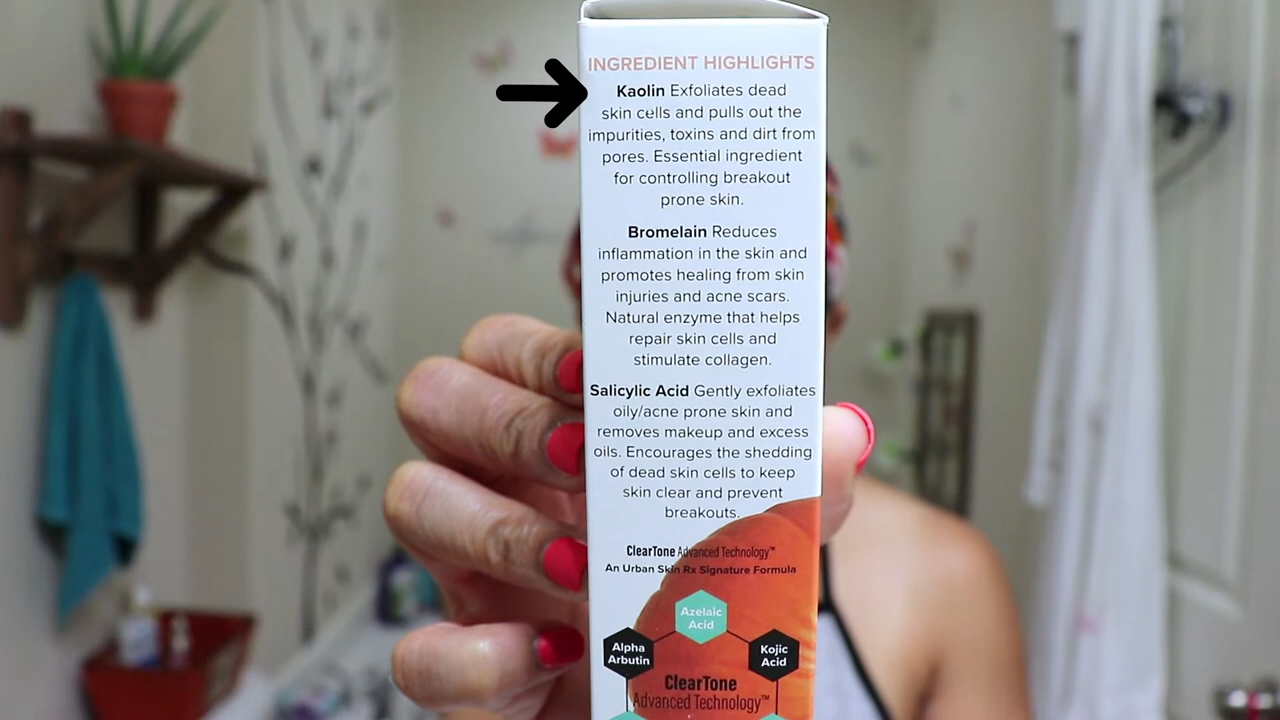 INGREDIENT HIGHLIGHTS
Kaolin Exfoliates dead
skin cells and pulls out the
impurities, toxins and dirt from
pores. Essential ingredient
for controlling breakout
prone skin.
Bromelain Reduces
inflammation in the skin and
promotes healing from skin
injuries and acne scars.
Natural enzyme that helps
repair skin cells and
stimulate collagen.
Salicylic Acid Gently exfoliates
oily/acne prone skin and
removes makeup and excess
oils. Encourages the shedding
of dead skin cells to keep
skin clear and prevent
breakouts.
ClearTone Advanced Technology™
An Urban Skin Rx Signature Formula
Azelaic
Acid
Alpha
Arbutin
Kojic
Acid
ClearTone
Advanced Technology™